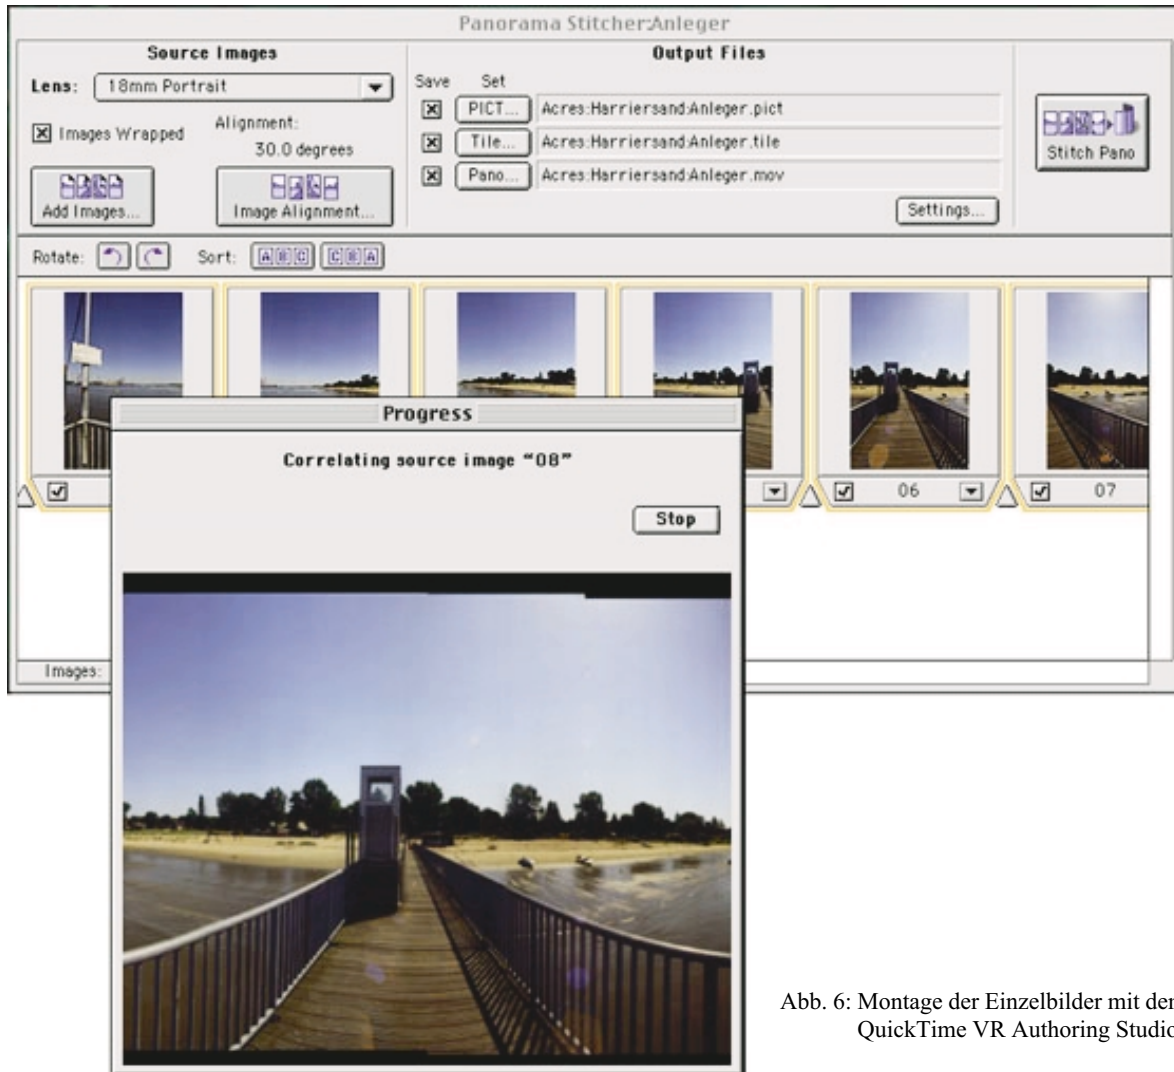 Panorama Stitcher:Anleger
Source Images
Lens: 18mm Portrait
Images Wrapped
Alignment:
30.0 degrees
Add Images...
Image Alignment...
Output Files
Save Set
PICT... Acres:Harriersand:Anleger.pict
Tile... Acres:Harriersand:Anleger.tile
Pano... Acres:Harriersand:Anleger.mov
Settings...
Stitch Pano
Rotate: Sort: A B C C B A
06 07
Progress
Correlating source image “08”
Stop
Images:
Abb. 6: Montage der Einzelbilder mit dem
QuickTime VR Authoring Studio